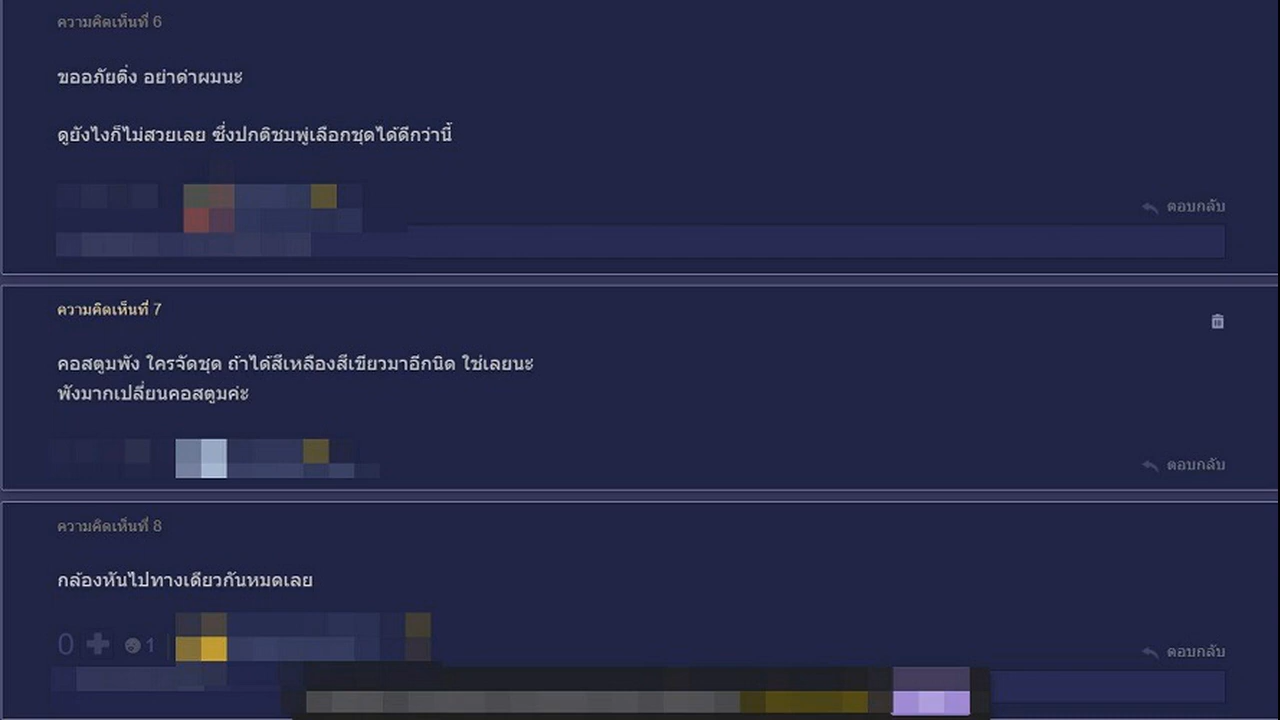 ความคิดเห็นที่ 6
ขออภัยดิ่ง อย่าด่าผมนะ
ดูยังไงก็ไม่สวยเลย ซึ่งปกติชมพู่เลือกชุดได้ดีกว่านี้
ตอบกลับ
ความคิดเห็นที่ 7
คอสตูมพัง ใครจัดชุด ถ้าได้สีเหลืองสีเขียวมาอีกนิด ใช่เลยนะ
พังมากเปลี่ยนคอสตูมค่ะ
ตอบกลับ
ความคิดเห็นที่ 8
กล้องหันไปทางเดียวกันหมดเลย
0 1
ตอบกลับ